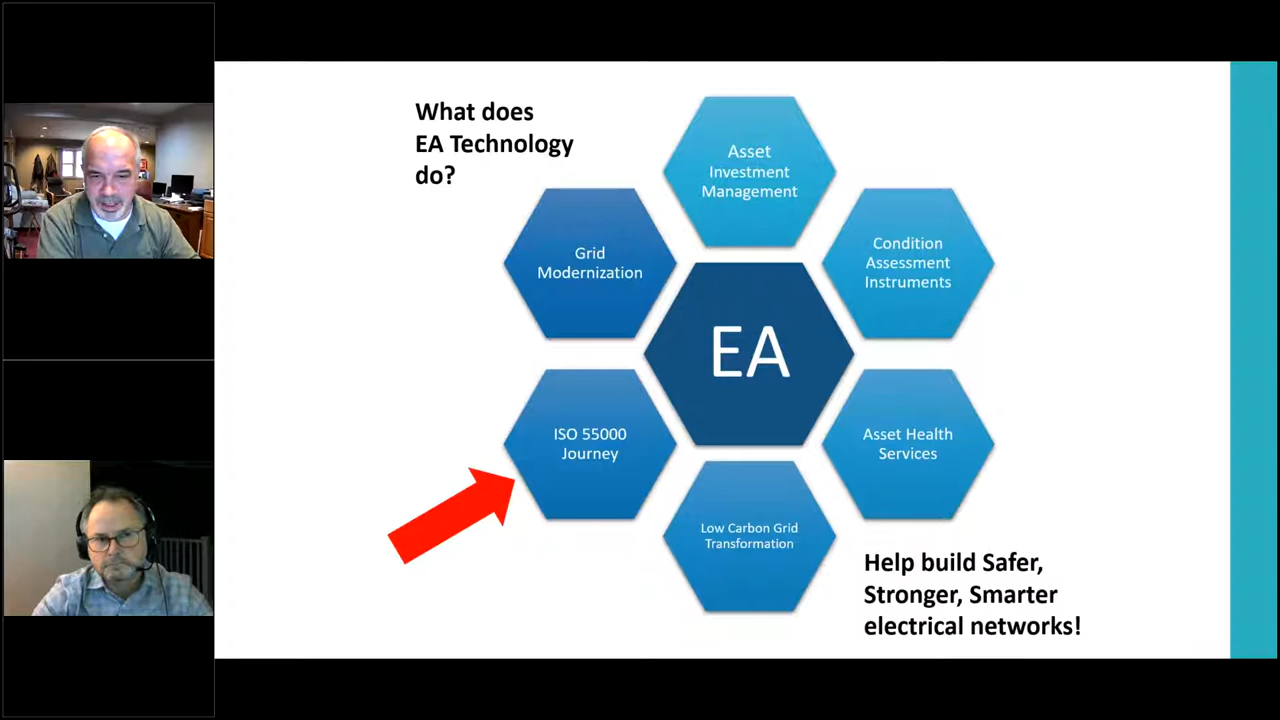 What does
EA Technology
do?
Asset
Investment
Management
Grid
Modernization
Condition
Assessment
Instruments
EA
ISO 55000
Journey
Asset Health
Services
Low Carbon Grid
Transformation
Help build Safer,
Stronger, Smarter
electrical networks!